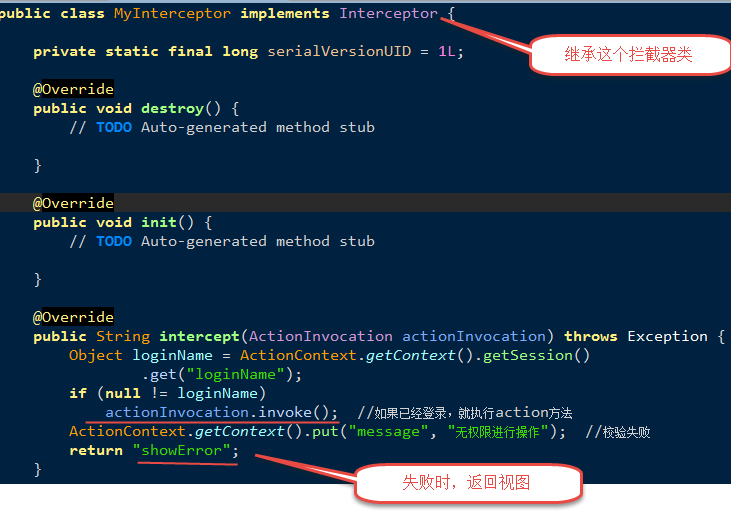 public class MyInterceptor implements Interceptor {
继承这个拦截器类
private static final long serialVersionUID = 1L;
@Override
public void destroy() {
// TODO Auto-generated method stub
}
@Override
public void init() {
// TODO Auto-generated method stub
}
@Override
public String intercept(ActionInvocation actionInvocation) throws Exception {
Object loginName = ActionContext.getContext().getSession()
.get("loginName");
if (null != loginName)
actionInvocation.invoke(); //如果已经登录，就执行action方法
ActionContext.getContext().put("message", "无权限进行操作"); //校验失败
return "showError";
}
失败时，返回视图